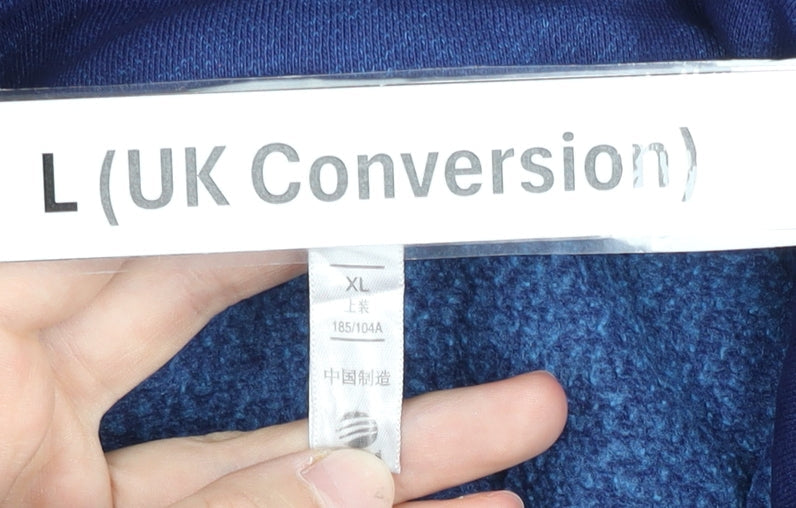 L (UK Conversion)
XL
上装
185/104A
中国制造